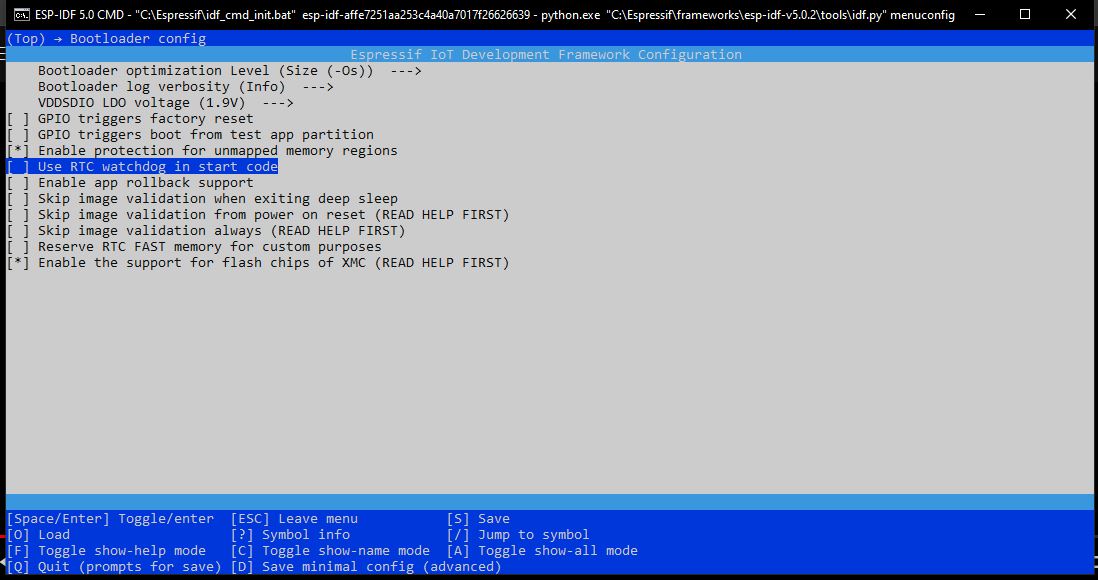 ESP-IDF 5.0 CMD - "C:\Espressif\idf_cmd_init.bat"  esp-idf-affe7251aa253c4a40a7017f26626639 - python.exe  "C:\Espressif\frameworks\esp-idf-v5.0.2\tools\idf.py" menuconfig
(Top) → Bootloader config
Espressif IoT Development Framework Configuration
Bootloader optimization Level (Size (-Os))  --->
Bootloader log verbosity (Info)  --->
VDDSDIO LDO voltage (1.9V)  --->
[ ] GPIO triggers factory reset
[ ] GPIO triggers boot from test app partition
[*] Enable protection for unmapped memory regions
[ ] Use RTC watchdog in start code
[ ] Enable app rollback support
[ ] Skip image validation when exiting deep sleep
[ ] Skip image validation from power on reset (READ HELP FIRST)
[ ] Skip image validation always (READ HELP FIRST)
[ ] Reserve RTC FAST memory for custom purposes
[*] Enable the support for flash chips of XMC (READ HELP FIRST)
[Space/Enter] Toggle/enter  [ESC] Leave menu           [S] Save
[O] Load                    [?] Symbol info            [/] Jump to symbol
[F] Toggle show-help mode   [C] Toggle show-name mode  [A] Toggle show-all mode
[Q] Quit (prompts for save) [D] Save minimal config (advanced)